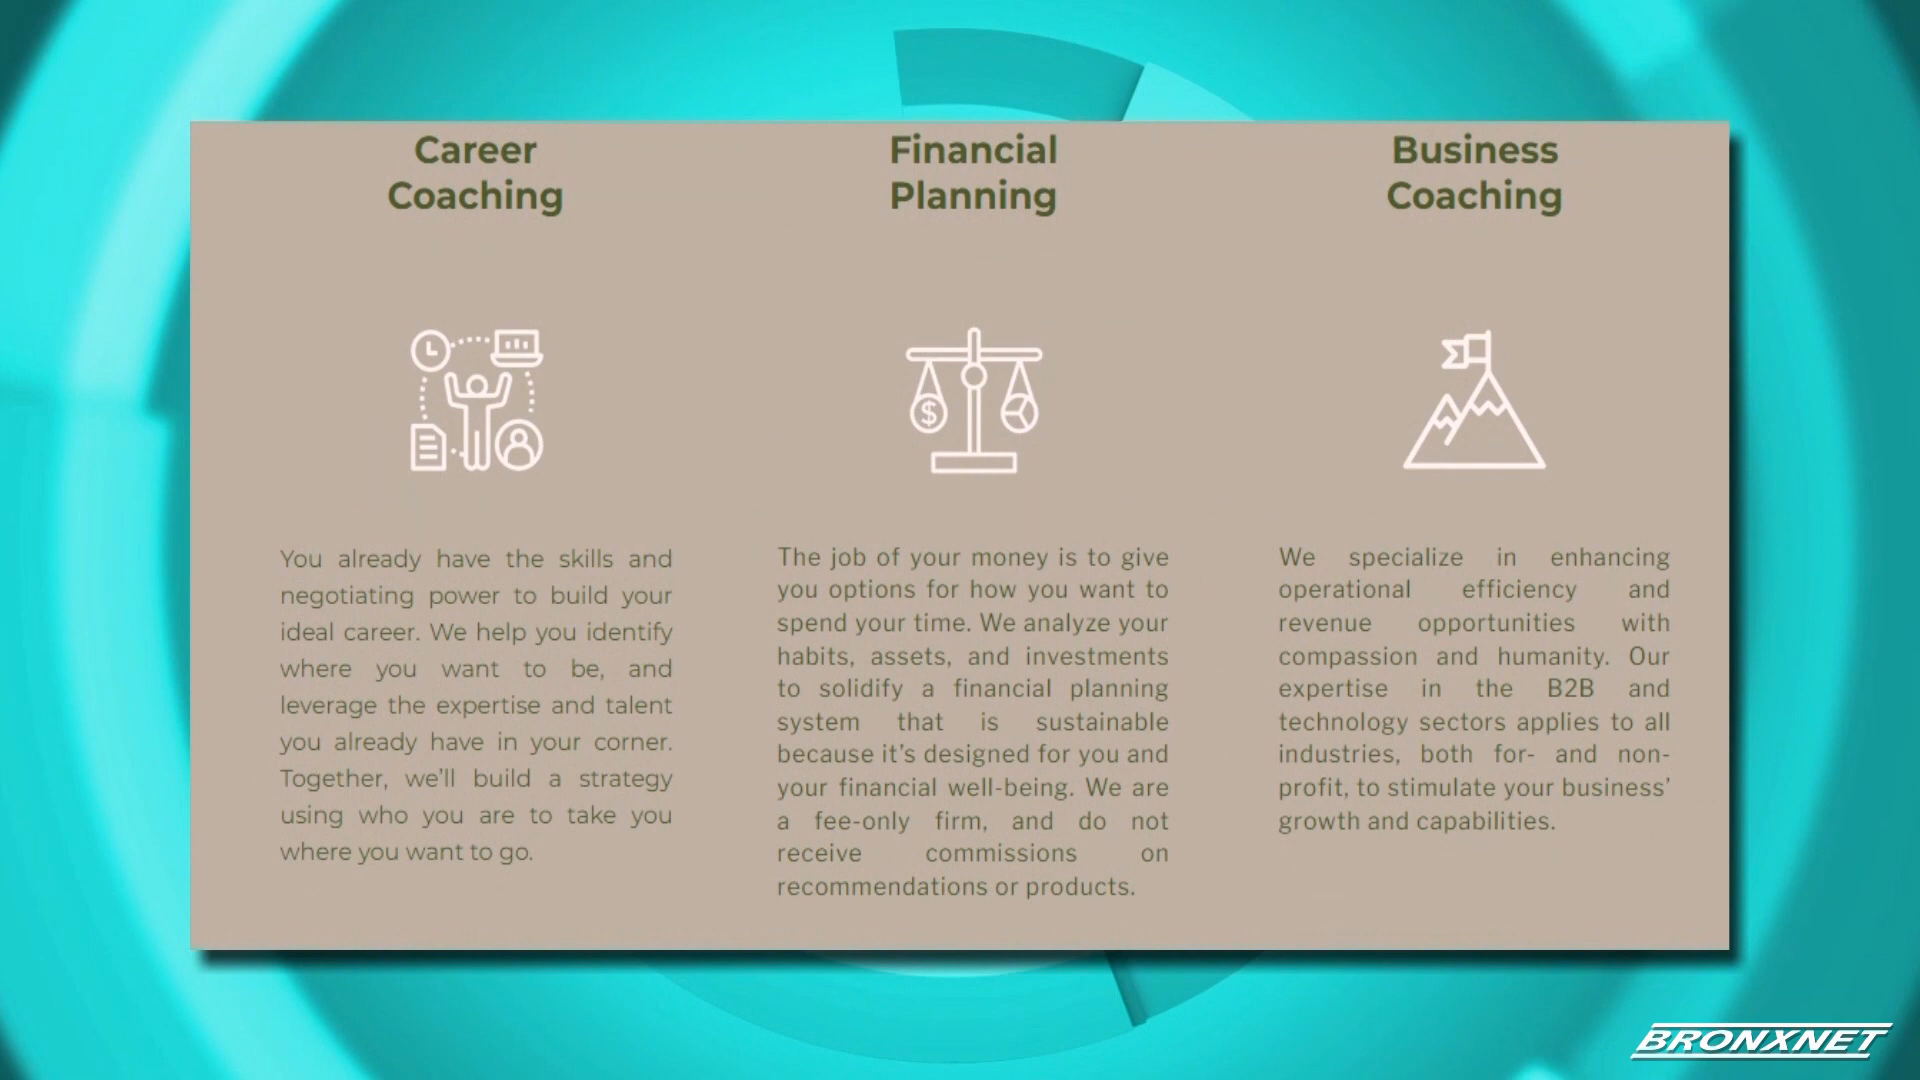 Career
Coaching
You already have the skills and
negotiating power to build your
ideal career. We help you identify
where you want to be, and
leverage the expertise and talent
you already have in your corner.
Together, we'll build a strategy
using who you are to take you
where you want to go.
Financial
Planning
$
The job of your money is to give
you options for how you want to
spend your time. We analyze your
habits, assets, and investments
to solidify a financial planning
system that is sustainable
because it's designed for you and
your financial well-being. We are
a fee-only firm, and do not
receive commissions on
recommendations or products.
Business
Coaching
We specialize in enhancing
operational efficiency and
revenue opportunities with
compassion and humanity. Our
expertise in the B2B and
technology sectors applies to all
industries, both for- and non-
profit, to stimulate your business'
growth and capabilities.
BRONXNET